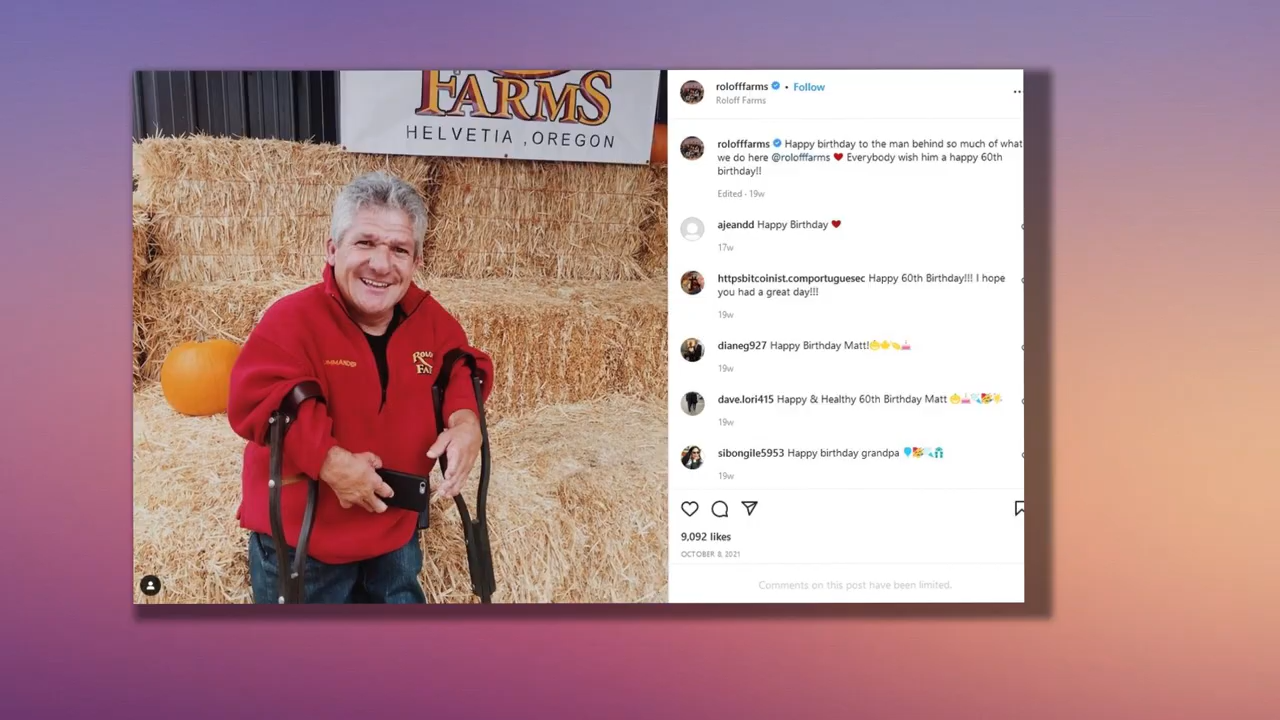 FARMS
HELVETIA , OREGON
rolofffarms • Follow
Roloff Farms
rolofffarms Happy birthday to the man behind so much of what
we do here @rolofffarms ❤ Everybody wish him a happy 60th
birthday!!
Edited · 19w
ajeandd Happy Birthday ❤
17w
httpsbitcoinist.comportuguesec Happy 60th Birthday!!! I hope
you had a great day!!!
19w
dianeg927 Happy Birthday Matt!
19w
dave.lori415 Happy & Healthy 60th Birthday Matt
19w
sibongile5953 Happy birthday grandpa
19w
9,092 likes
OCTOBER 8, 2021
Comments on this post have been limited.